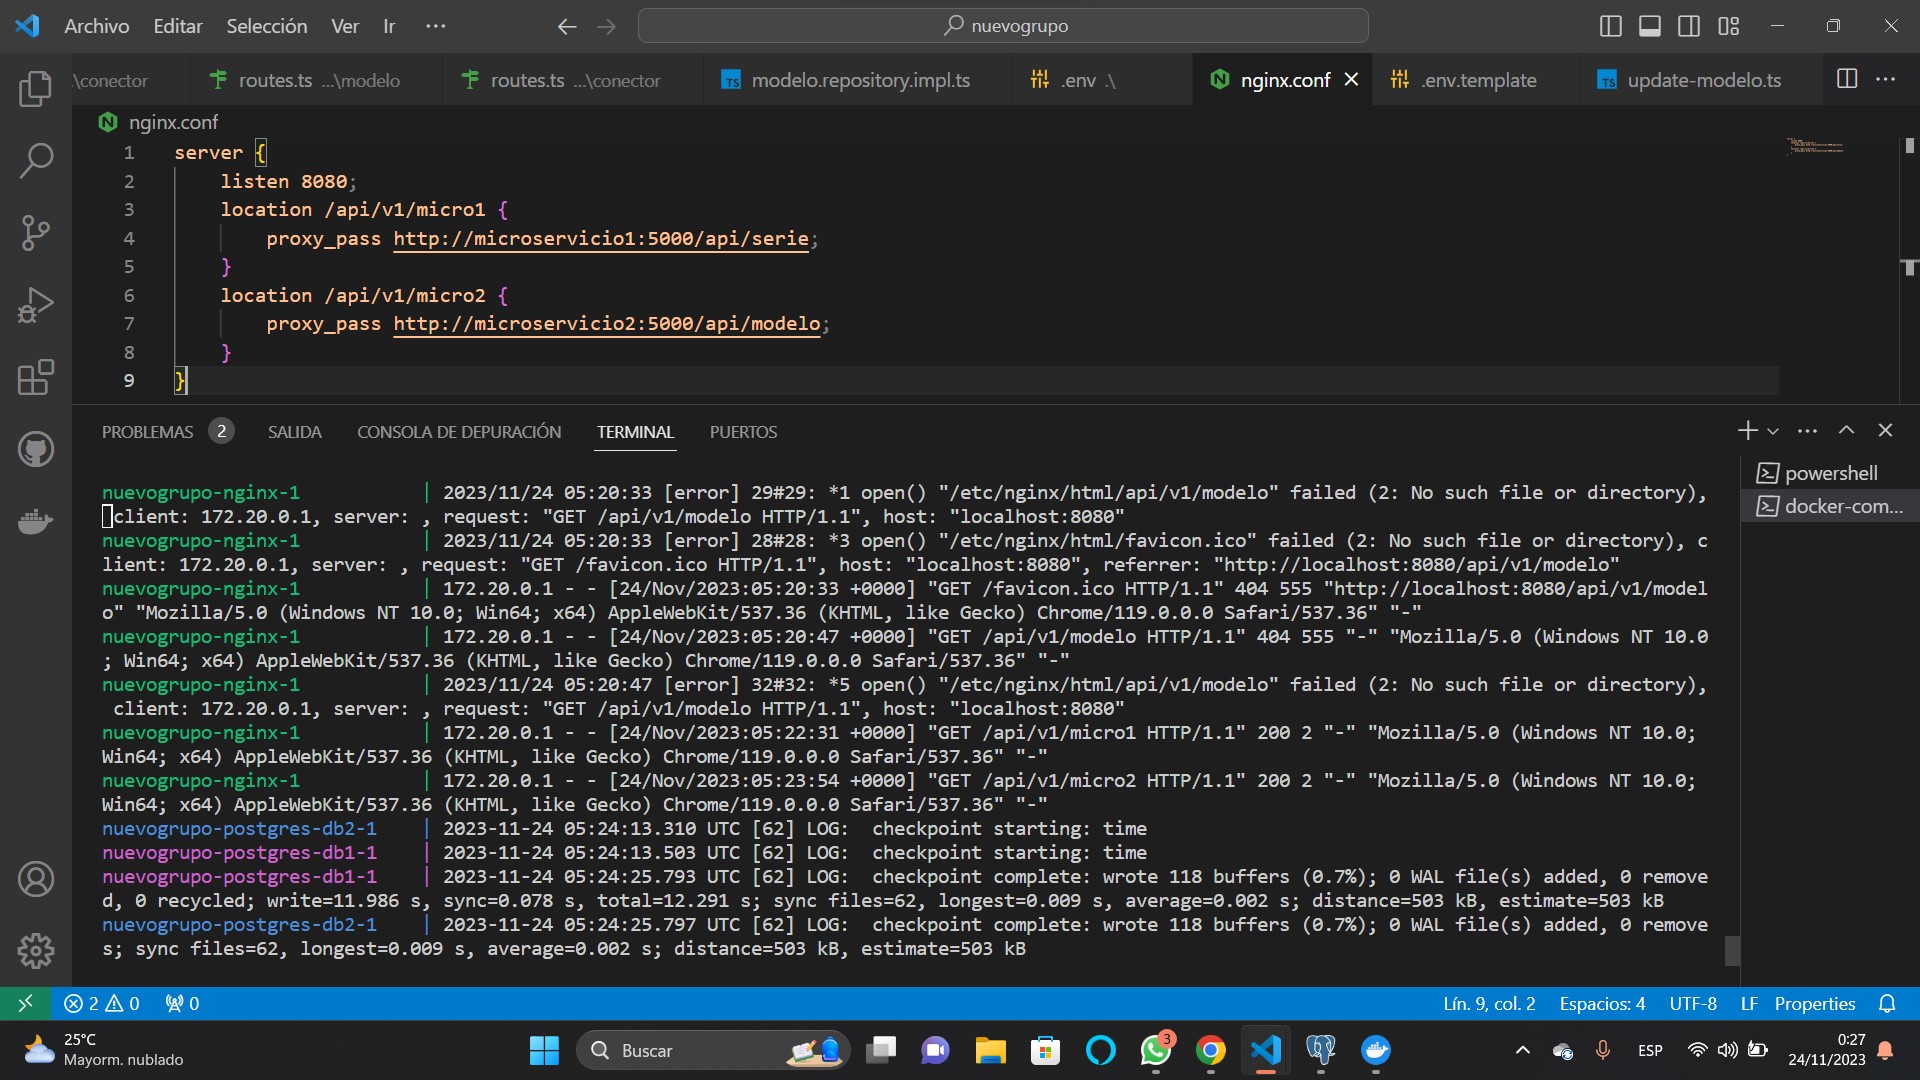 Archivo Editar Selección Ver Ir ··· nuevogrupo
.\conector routes.ts ...\modelo routes.ts ...\conector TS modelo.repository.impl.ts .env .\ nginx.conf .env.template TS update-modelo.ts ···
nginx.conf
1 server {
2 listen 8080;
3 location /api/v1/micro1 {
4 proxy_pass http://microservicio1:5000/api/serie;
5 }
6 location /api/v1/micro2 {
7 proxy_pass http://microservicio2:5000/api/modelo;
8 }
9 }
PROBLEMAS 2 SALIDA CONSOLA DE DEPURACIÓN TERMINAL PUERTOS
powershell
docker-com...
nuevogrupo-nginx-1 | 2023/11/24 05:20:33 [error] 29#29: *1 open() "/etc/nginx/html/api/v1/modelo" failed (2: No such file or directory),
client: 172.20.0.1, server: , request: "GET /api/v1/modelo HTTP/1.1", host: "localhost:8080"
nuevogrupo-nginx-1 | 2023/11/24 05:20:33 [error] 28#28: *3 open() "/etc/nginx/html/favicon.ico" failed (2: No such file or directory), c
lient: 172.20.0.1, server: , request: "GET /favicon.ico HTTP/1.1", host: "localhost:8080", referrer: "http://localhost:8080/api/v1/modelo"
nuevogrupo-nginx-1 | 172.20.0.1 - - [24/Nov/2023:05:20:33 +0000] "GET /favicon.ico HTTP/1.1" 404 555 "http://localhost:8080/api/v1/model
o" "Mozilla/5.0 (Windows NT 10.0; Win64; x64) AppleWebKit/537.36 (KHTML, like Gecko) Chrome/119.0.0.0 Safari/537.36" "-"
nuevogrupo-nginx-1 | 172.20.0.1 - - [24/Nov/2023:05:20:47 +0000] "GET /api/v1/modelo HTTP/1.1" 404 555 "-" "Mozilla/5.0 (Windows NT 10.0
; Win64; x64) AppleWebKit/537.36 (KHTML, like Gecko) Chrome/119.0.0.0 Safari/537.36" "-"
nuevogrupo-nginx-1 | 2023/11/24 05:20:47 [error] 32#32: *5 open() "/etc/nginx/html/api/v1/modelo" failed (2: No such file or directory),
client: 172.20.0.1, server: , request: "GET /api/v1/modelo HTTP/1.1", host: "localhost:8080"
nuevogrupo-nginx-1 | 172.20.0.1 - - [24/Nov/2023:05:22:31 +0000] "GET /api/v1/micro1 HTTP/1.1" 200 2 "-" "Mozilla/5.0 (Windows NT 10.0;
Win64; x64) AppleWebKit/537.36 (KHTML, like Gecko) Chrome/119.0.0.0 Safari/537.36" "-"
nuevogrupo-nginx-1 | 172.20.0.1 - - [24/Nov/2023:05:23:54 +0000] "GET /api/v1/micro2 HTTP/1.1" 200 2 "-" "Mozilla/5.0 (Windows NT 10.0;
Win64; x64) AppleWebKit/537.36 (KHTML, like Gecko) Chrome/119.0.0.0 Safari/537.36" "-"
nuevogrupo-postgres-db2-1 | 2023-11-24 05:24:13.310 UTC [62] LOG: checkpoint starting: time
nuevogrupo-postgres-db1-1 | 2023-11-24 05:24:13.503 UTC [62] LOG: checkpoint starting: time
nuevogrupo-postgres-db1-1 | 2023-11-24 05:24:25.793 UTC [62] LOG: checkpoint complete: wrote 118 buffers (0.7%); 0 WAL file(s) added, 0 remove
d, 0 recycled; write=11.986 s, sync=0.078 s, total=12.291 s; sync files=62, longest=0.009 s, average=0.002 s; distance=503 kB, estimate=503 kB
nuevogrupo-postgres-db2-1 | 2023-11-24 05:24:25.797 UTC [62] LOG: checkpoint complete: wrote 118 buffers (0.7%); 0 WAL file(s) added, 0 remove
s; sync files=62, longest=0.009 s, average=0.002 s; distance=503 kB, estimate=503 kB
2 0 0 Lín. 9, col. 2 Espacios: 4 UTF-8 LF Properties
25°C
Mayorm. nublado
Buscar
3
ESP
0:27
24/11/2023